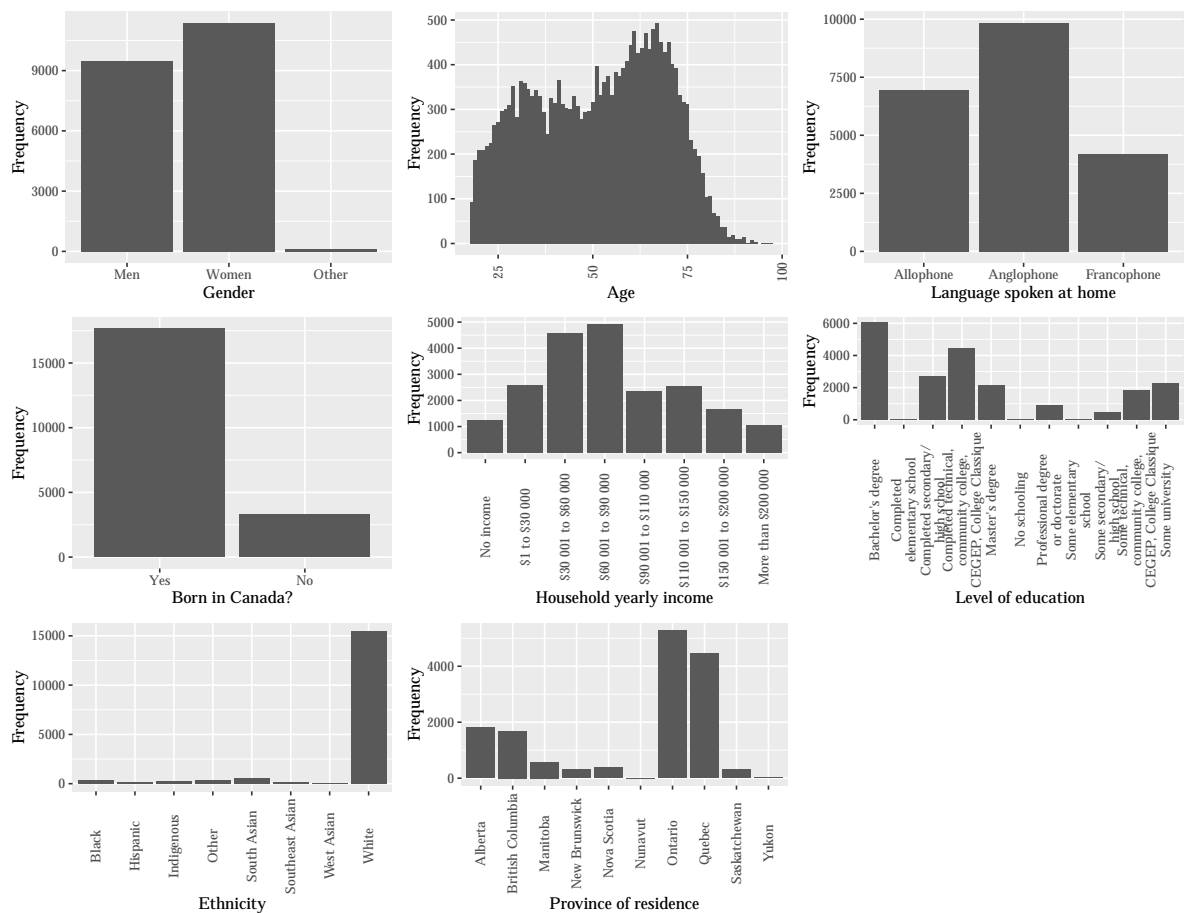 Frequency
9000
6000
3000
0
Men
Women
Other
Gender
Frequency
500
400
300
200
100
0
25
50
75
100
Age
Frequency
10000
7500
5000
2500
0
Allophone
Anglophone
Francophone
Language spoken at home
Frequency
15000
10000
5000
0
Yes
No
Born in Canada?
Frequency
5000
4000
3000
2000
1000
0
No income
$1 to $30 000
$30 001 to $60 000
$60 001 to $90 000
$90 001 to $110 000
$110 001 to $150 000
$150 001 to $200 000
More than $200 000
Household yearly income
Frequency
6000
4000
2000
0
Bachelor's degree
Completed
elementary school
Completed secondary/
high school
Completed technical,
community college,
CEGEP, College Classique
Master's degree
No schooling
Professional degree
or doctorate
Some elementary
school
Some secondary/
high school
Some technical,
community college,
CEGEP, College Classique
Some university
Level of education
Frequency
15000
10000
5000
0
Black
Hispanic
Indigenous
Other
South Asian
Southeast Asian
West Asian
White
Ethnicity
Frequency
4000
2000
0
Alberta
British Columbia
Manitoba
New Brunswick
Nova Scotia
Nunavut
Ontario
Quebec
Saskatchewan
Yukon
Province of residence